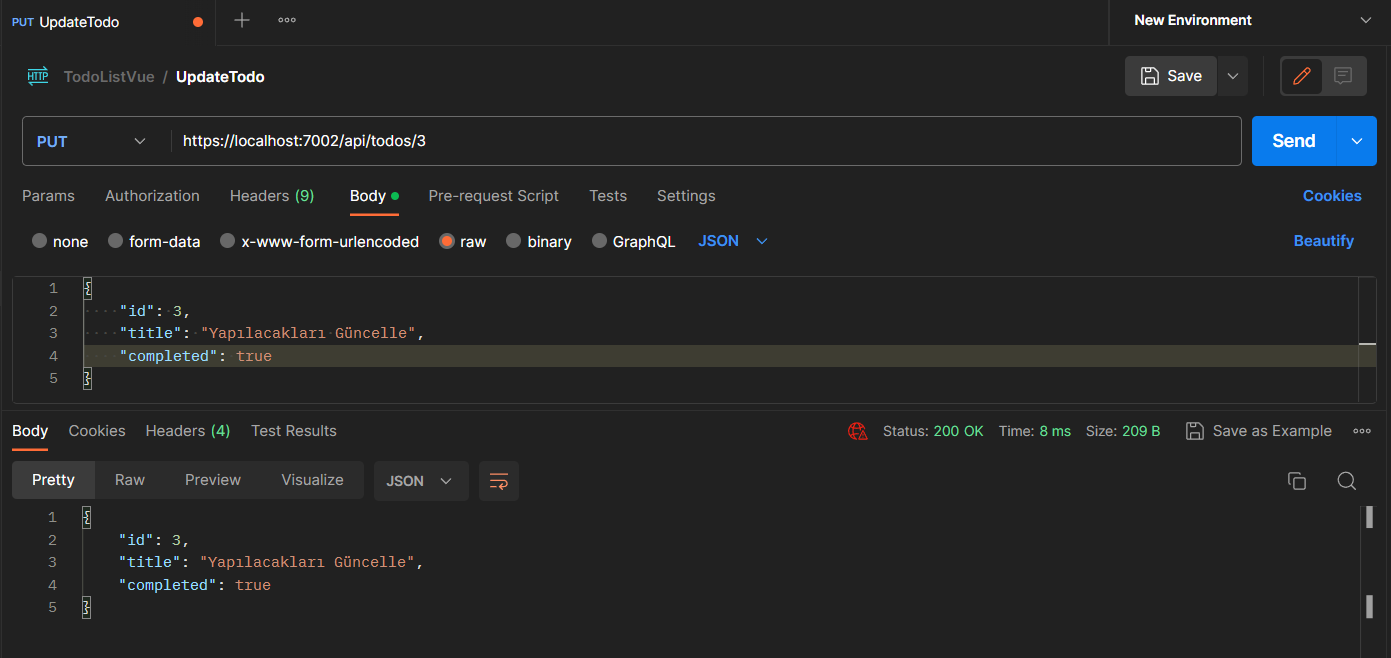 PUT UpdateTodo
New Environment
HTTP TodoListVue / UpdateTodo
Save
PUT https://localhost:7002/api/todos/3
Send
Params Authorization Headers (9) Body Pre-request Script Tests Settings Cookies
none form-data x-www-form-urlencoded raw binary GraphQL JSON Beautify
1 {
2 "id": 3,
3 "title": "Yapılacakları Güncelle",
4 "completed": true
5 }
Body Cookies Headers (4) Test Results Status: 200 OK Time: 8 ms Size: 209 B Save as Example
Pretty Raw Preview Visualize JSON
1 {
2 "id": 3,
3 "title": "Yapılacakları Güncelle",
4 "completed": true
5 }